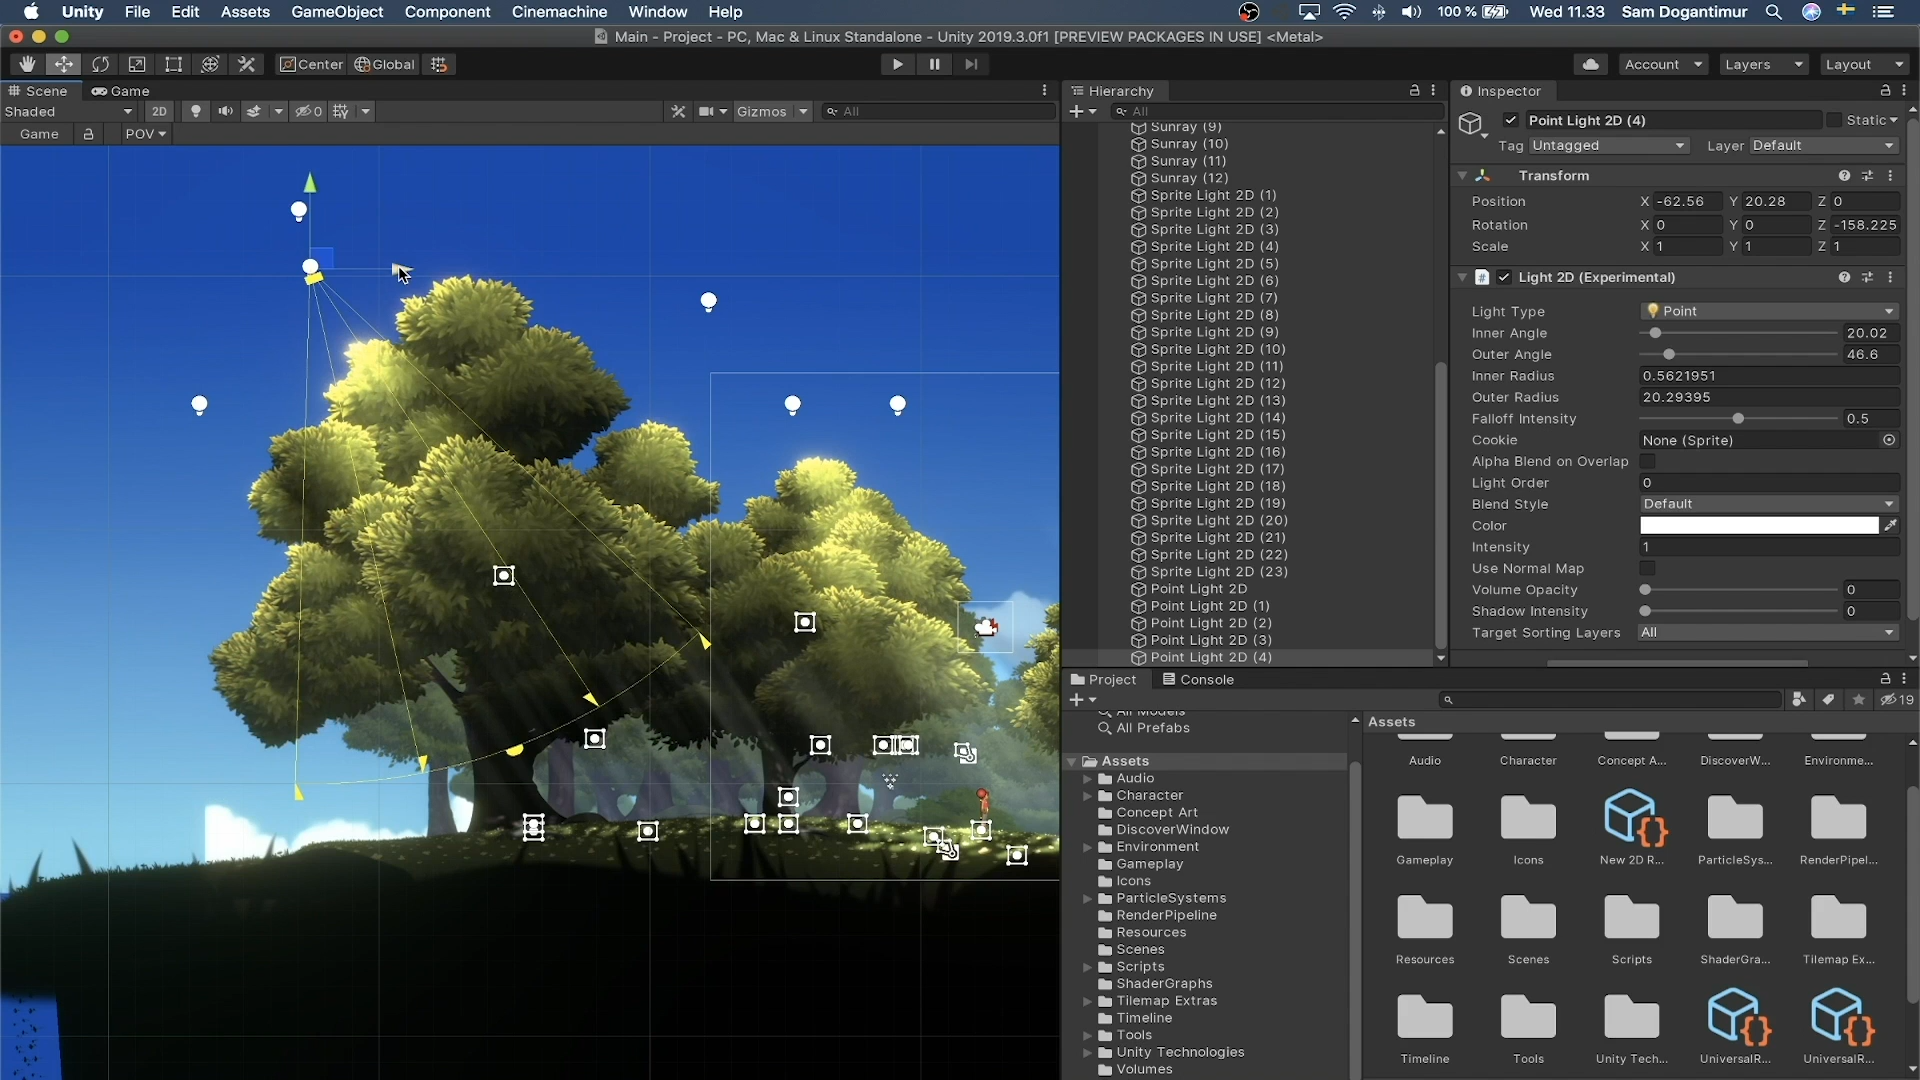 Unity File Edit Assets GameObject Component Cinemachine Window Help 100 % Wed 11.33 Sam Dogantimur
Main - Project - PC, Mac & Linux Standalone - Unity 2019.3.0f1 [PREVIEW PACKAGES IN USE] <Metal>
Center Global Account Layers Layout
Scene Game
Shaded 2D 0 Gizmos All
Game POV
Hierarchy
All
Sunray (9)
Sunray (10)
Sunray (11)
Sunray (12)
Sprite Light 2D (1)
Sprite Light 2D (2)
Sprite Light 2D (3)
Sprite Light 2D (4)
Sprite Light 2D (5)
Sprite Light 2D (6)
Sprite Light 2D (7)
Sprite Light 2D (8)
Sprite Light 2D (9)
Sprite Light 2D (10)
Sprite Light 2D (11)
Sprite Light 2D (12)
Sprite Light 2D (13)
Sprite Light 2D (14)
Sprite Light 2D (15)
Sprite Light 2D (16)
Sprite Light 2D (17)
Sprite Light 2D (18)
Sprite Light 2D (19)
Sprite Light 2D (20)
Sprite Light 2D (21)
Sprite Light 2D (22)
Sprite Light 2D (23)
Point Light 2D
Point Light 2D (1)
Point Light 2D (2)
Point Light 2D (3)
Point Light 2D (4)
Inspector
Point Light 2D (4) Static
Tag Untagged Layer Default
Transform
Position X -62.56 Y 20.28 Z 0
Rotation X 0 Y 0 Z -158.225
Scale X 1 Y 1 Z 1
Light 2D (Experimental)
Light Type Point
Inner Angle 20.02
Outer Angle 46.6
Inner Radius 0.5621951
Outer Radius 20.29395
Falloff Intensity 0.5
Cookie None (Sprite)
Alpha Blend on Overlap
Light Order 0
Blend Style Default
Color
Intensity 1
Use Normal Map
Volume Opacity 0
Shadow Intensity 0
Target Sorting Layers All
Project Console
19
All Models
All Prefabs
Assets
Audio
Character
Concept Art
DiscoverWindow
Environment
Gameplay
Icons
ParticleSystems
RenderPipeline
Resources
Scenes
Scripts
ShaderGraphs
Tilemap Extras
Timeline
Tools
Unity Technologies
Volumes
Assets
Audio Character Concept A... DiscoverW... Environme...
Gameplay Icons New 2D R... ParticleSys... RenderPipel...
Resources Scenes Scripts ShaderGra... Tilemap Ex...
Timeline Tools Unity Tech... UniversalR... UniversalR...